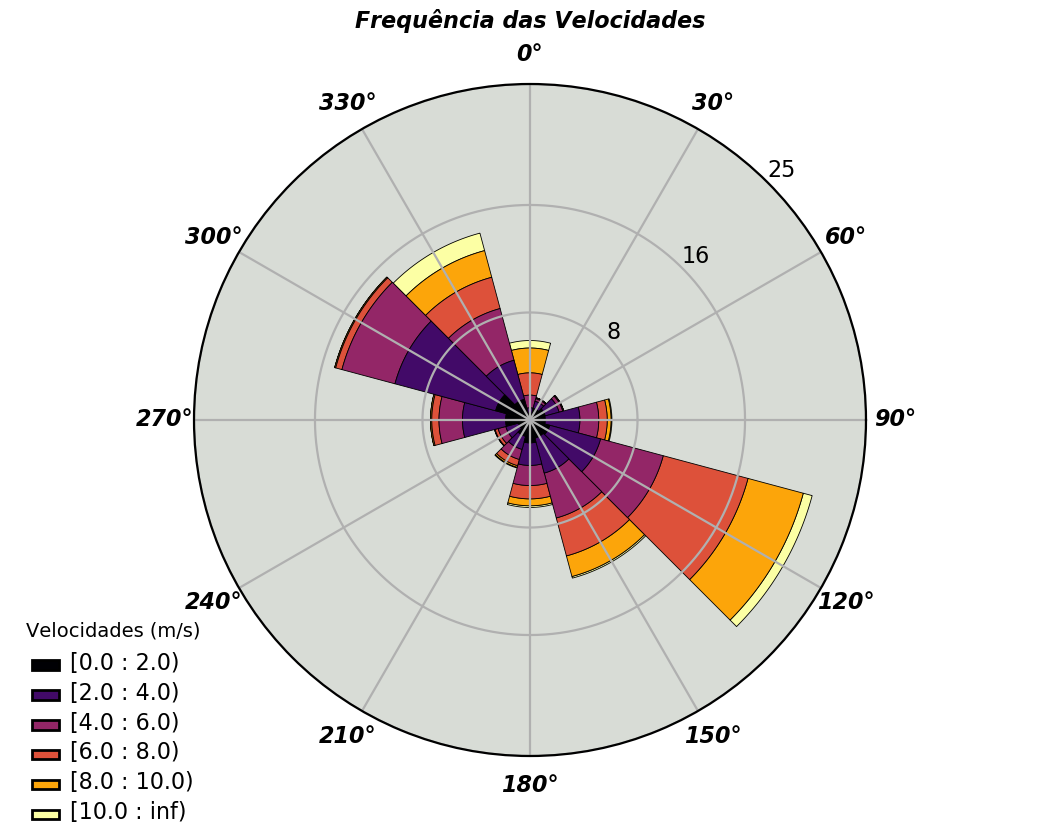 Frequência das Velocidades
0°
330°
30°
25
300°
60°
16
8
270°
90°
240°
120°
210°
150°
180°
Velocidades (m/s)
[0.0 : 2.0)
[2.0 : 4.0)
[4.0 : 6.0)
[6.0 : 8.0)
[8.0 : 10.0)
[10.0 : inf)